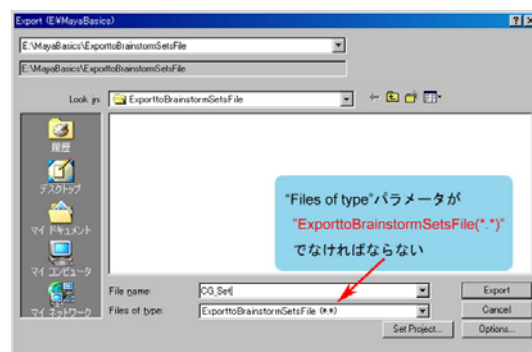 Export (E¥MayaBasics)
E:\MayaBasics\ExporttoBrainstormSetsFile
E:\MayaBasics\ExporttoBrainstormSetsFile
Look in:
ExporttoBrainstormSetsFile
履歴
デスクトップ
マイ ドキュメント
マイ コンピュータ
マイ ネットワーク
"Files of type"パラメータが
"ExporttoBrainstormSetsFile(*.*)"
でなければならない
File name:
CG_Set
Export
Files of type:
ExporttoBrainstormSetsFile (*.*)
Cancel
Set Project...
Options...